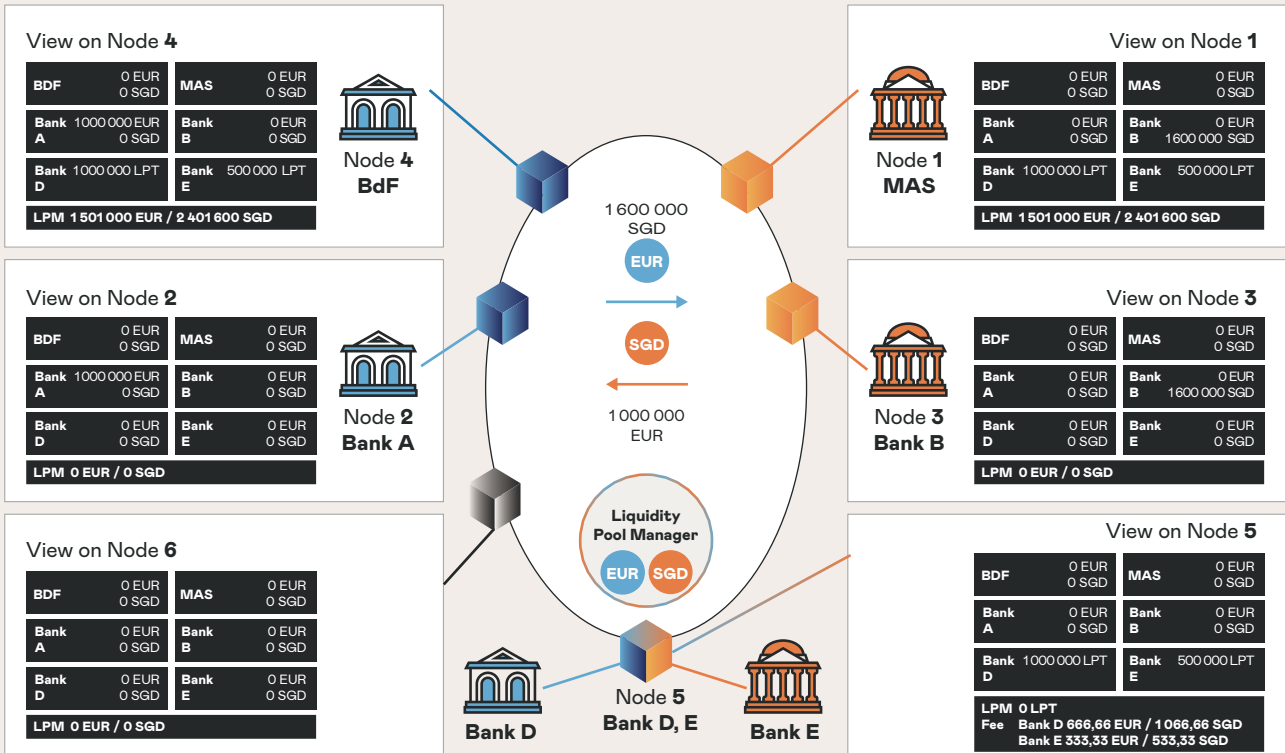 View on Node 4
BDF 0 EUR
0 SGD
MAS 0 EUR
0 SGD
Bank A 1000 000 EUR
0 SGD
Bank B 0 EUR
0 SGD
Bank D 1000 000 LPT
Bank E 500 000 LPT
LPM 1 501 000 EUR / 2 401 600 SGD
Node 4
BdF
View on Node 1
BDF 0 EUR
0 SGD
MAS 0 EUR
0 SGD
Bank A 0 EUR
0 SGD
Bank B 0 EUR
1600 000 SGD
Bank D 1000 000 LPT
Bank E 500 000 LPT
LPM 1 501 000 EUR / 2 401 600 SGD
Node 1
MAS
View on Node 2
BDF 0 EUR
0 SGD
MAS 0 EUR
0 SGD
Bank A 1000 000 EUR
0 SGD
Bank B 0 EUR
0 SGD
Bank D 0 EUR
0 SGD
Bank E 0 EUR
0 SGD
LPM 0 EUR / 0 SGD
Node 2
Bank A
1 600 000
SGD
EUR
SGD
1 000 000
EUR
View on Node 3
BDF 0 EUR
0 SGD
MAS 0 EUR
0 SGD
Bank A 0 EUR
0 SGD
Bank B 0 EUR
1600 000 SGD
Bank D 0 EUR
0 SGD
Bank E 0 EUR
0 SGD
LPM 0 EUR / 0 SGD
Node 3
Bank B
View on Node 6
BDF 0 EUR
0 SGD
MAS 0 EUR
0 SGD
Bank A 0 EUR
0 SGD
Bank B 0 EUR
0 SGD
Bank D 0 EUR
0 SGD
Bank E 0 EUR
0 SGD
LPM 0 EUR / 0 SGD
Liquidity
Pool Manager
EUR SGD
Bank D
Node 5
Bank D, E
Bank E
View on Node 5
BDF 0 EUR
0 SGD
MAS 0 EUR
0 SGD
Bank A 0 EUR
0 SGD
Bank B 0 EUR
0 SGD
Bank D 1000 000 LPT
Bank E 500 000 LPT
LPM 0 LPT
Fee Bank D 666,66 EUR / 1 066,66 SGD
Bank E 333,33 EUR / 533,33 SGD